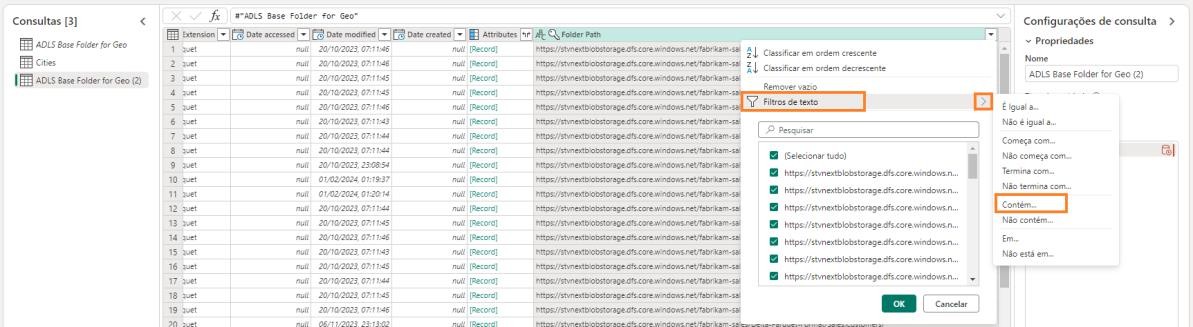 Consultas [3]
ADLS Base Folder for Geo
Cities
ADLS Base Folder for Geo (2)
fx #"ADLS Base Folder for Geo"
Extension Date accessed Date modified Date created Attributes Folder Path
1 quet null 20/10/2023, 07:11:46 null [Record] https://stvnextblobstorage.dfs.core.windows.net/fabrikam-sal
2 quet null 20/10/2023, 07:11:46 null [Record] https://stvnextblobstorage.dfs.core.windows.net/fabrikam-sal
3 quet null 20/10/2023, 07:11:45 null [Record] https://stvnextblobstorage.dfs.core.windows.net/fabrikam-sal
4 quet null 20/10/2023, 07:11:45 null [Record] https://stvnextblobstorage.dfs.core.windows.net/fabrikam-sal
5 quet null 20/10/2023, 07:11:46 null [Record] https://stvnextblobstorage.dfs.core.windows.net/fabrikam-sal
6 quet null 20/10/2023, 07:11:43 null [Record] https://stvnextblobstorage.dfs.core.windows.net/fabrikam-sal
7 quet null 20/10/2023, 07:11:44 null [Record] https://stvnextblobstorage.dfs.core.windows.net/fabrikam-sal
8 quet null 20/10/2023, 07:11:44 null [Record] https://stvnextblobstorage.dfs.core.windows.net/fabrikam-sal
9 quet null 20/10/2023, 23:08:54 null [Record] https://stvnextblobstorage.dfs.core.windows.net/fabrikam-sal
10 quet null 01/02/2024, 01:19:37 null [Record] https://stvnextblobstorage.dfs.core.windows.net/fabrikam-sal
11 quet null 01/02/2024, 01:20:14 null [Record] https://stvnextblobstorage.dfs.core.windows.net/fabrikam-sal
12 quet null 20/10/2023, 07:11:44 null [Record] https://stvnextblobstorage.dfs.core.windows.net/fabrikam-sal
13 quet null 20/10/2023, 07:11:45 null [Record] https://stvnextblobstorage.dfs.core.windows.net/fabrikam-sal
14 quet null 20/10/2023, 07:11:46 null [Record] https://stvnextblobstorage.dfs.core.windows.net/fabrikam-sal
15 quet null 20/10/2023, 07:11:43 null [Record] https://stvnextblobstorage.dfs.core.windows.net/fabrikam-sal
16 quet null 20/10/2023, 07:11:45 null [Record] https://stvnextblobstorage.dfs.core.windows.net/fabrikam-sal
17 quet null 20/10/2023, 07:11:44 null [Record] https://stvnextblobstorage.dfs.core.windows.net/fabrikam-sal
18 quet null 20/10/2023, 07:11:45 null [Record] https://stvnextblobstorage.dfs.core.windows.net/fabrikam-sal
19 quet null 20/10/2023, 07:11:44 null [Record] https://stvnextblobstorage.dfs.core.windows.net/fabrikam-sal
20 quet null 06/11/2023, 23:13:02 null [Record]
Classificar em ordem crescente
Classificar em ordem decrescente
Remover vazio
Filtros de texto
Pesquisar
(Selecionar tudo)
https://stvnextblobstorage.dfs.core.windows.n...
https://stvnextblobstorage.dfs.core.windows.n...
https://stvnextblobstorage.dfs.core.windows.n...
https://stvnextblobstorage.dfs.core.windows.n...
https://stvnextblobstorage.dfs.core.windows.n...
https://stvnextblobstorage.dfs.core.windows.n...
https://stvnextblobstorage.dfs.core.windows.n...
OK Cancelar
É igual a...
Não é igual a...
Começa com...
Não começa com...
Termina com...
Não termina com...
Contém...
Não contém...
Em...
Não está em...
Configurações de consulta
Propriedades
Nome
ADLS Base Folder for Geo (2)